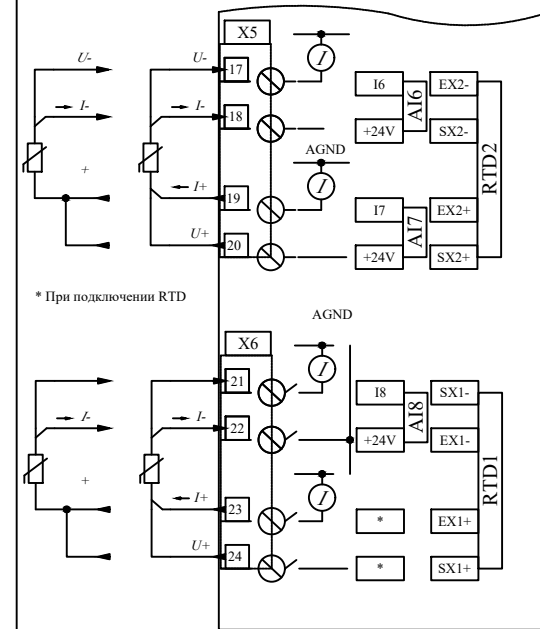 X5
U-
U-
17
I
I6
AI6
EX2-
I-
I-
18
+24V
SX2-
AGND
RTD2
+
I+
19
I
I7
AI7
EX2+
U+
20
+24V
SX2+
* При подключении RTD
AGND
X6
21
I
I8
AI8
SX1-
I-
I-
22
+24V
EX1-
RTD1
+
I+
23
I
*
EX1+
U+
24
*
SX1+